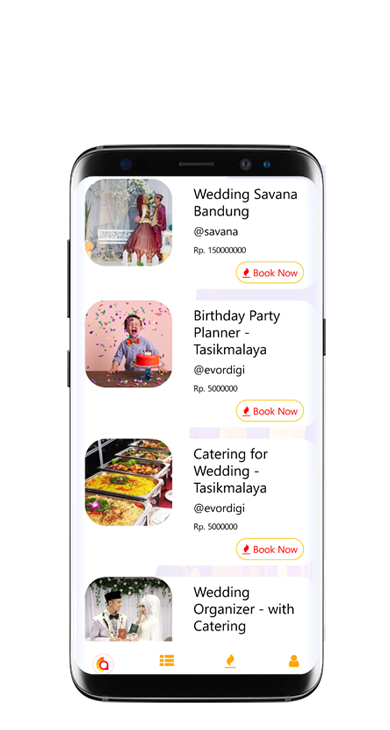 Wedding Savana
Bandung
@savana
Rp. 150000000
Book Now
Birthday Party
Planner -
Tasikmalaya
@evordigi
Rp. 5000000
Book Now
Catering for
Wedding -
Tasikmalaya
@evordigi
Rp. 5000000
Book Now
Wedding
Organizer - with
Catering